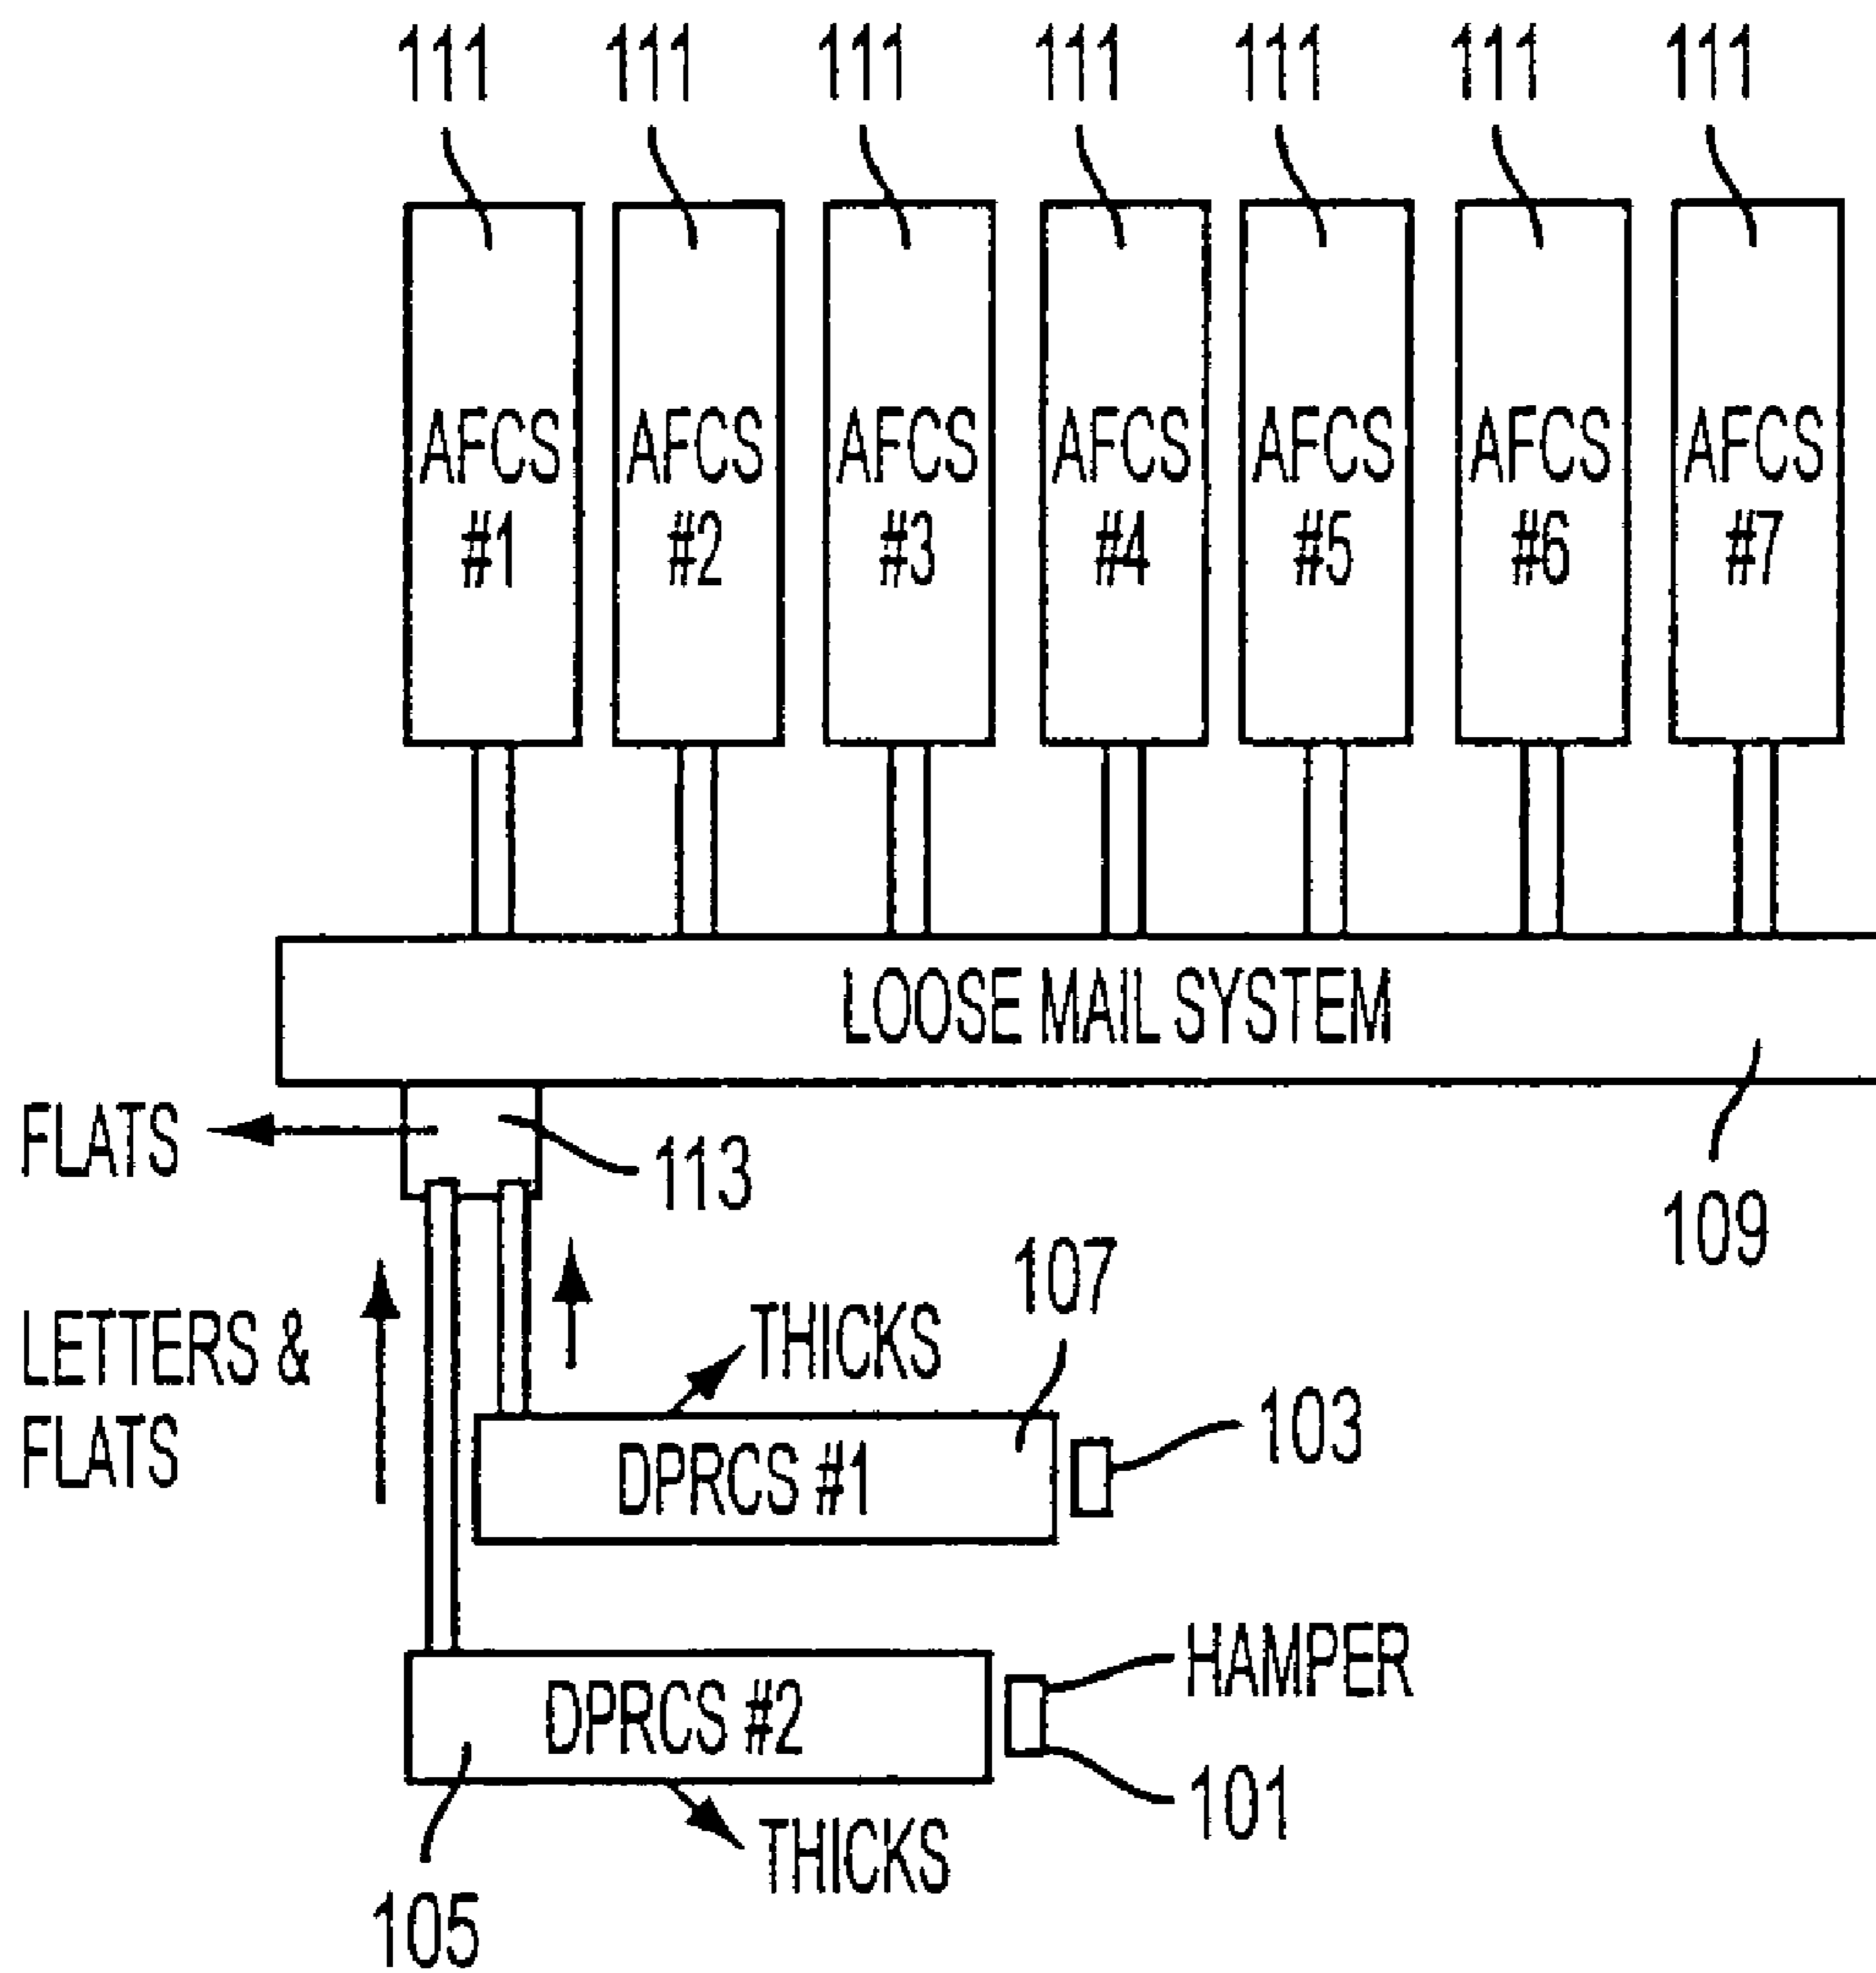 111 111 111 111 111 111 111
AFCS #1
AFCS #2
AFCS #3
AFCS #4
AFCS #5
AFCS #6
AFCS #7
LOOSE MAIL SYSTEM
109
FLATS
113
LETTERS &
FLATS
THICKS
107
DPRCS #1
103
DPRCS #2
HAMPER
101
THICKS
105